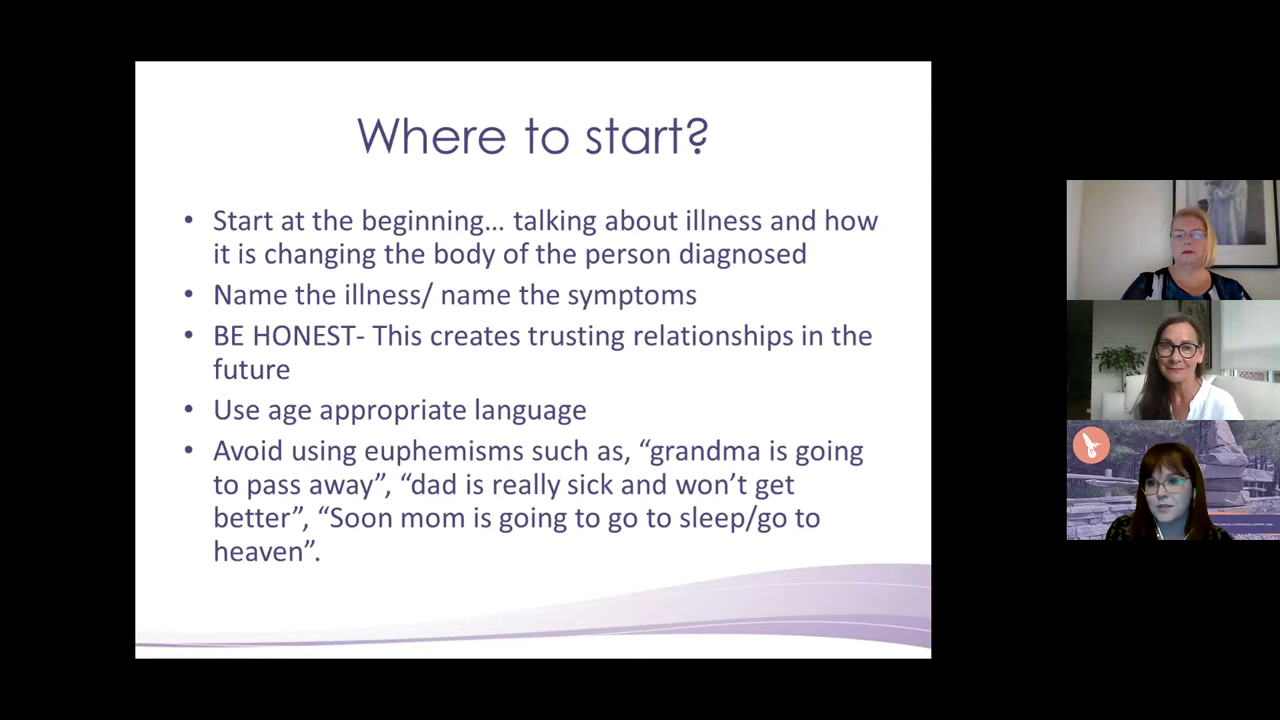 Where to start?
• Start at the beginning… talking about illness and how
it is changing the body of the person diagnosed
• Name the illness/ name the symptoms
• BE HONEST- This creates trusting relationships in the
future
• Use age appropriate language
• Avoid using euphemisms such as, “grandma is going
to pass away”, “dad is really sick and won’t get
better”, “Soon mom is going to go to sleep/go to
heaven”.